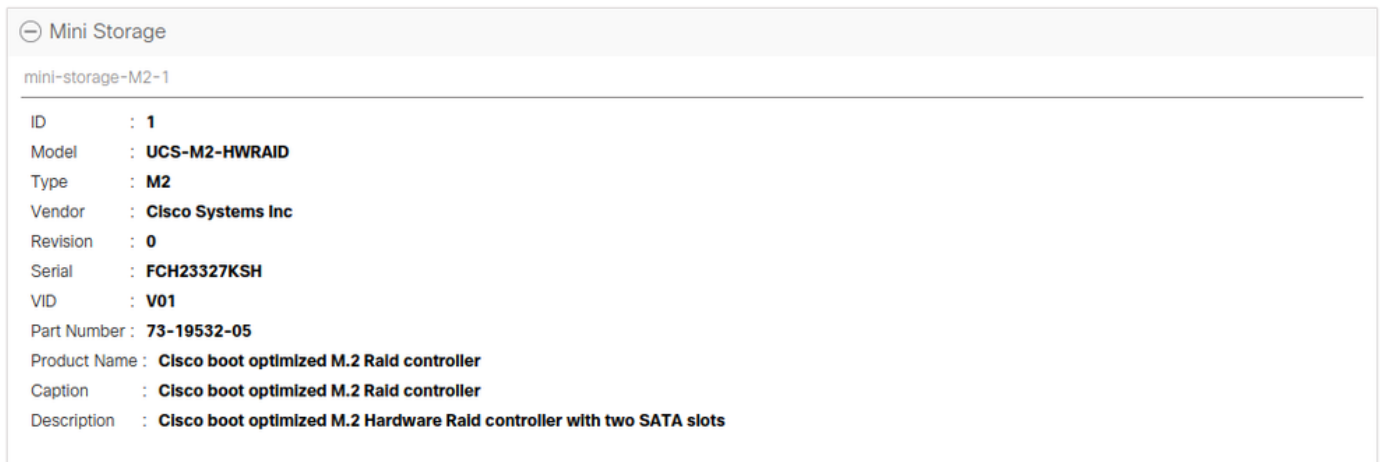 Mini Storage
mini-storage-M2-1
ID : 1
Model : UCS-M2-HWRAID
Type : M2
Vendor : Cisco Systems Inc
Revision : 0
Serial : FCH23327KSH
VID : V01
Part Number : 73-19532-05
Product Name : Cisco boot optimized M.2 Raid controller
Caption : Cisco boot optimized M.2 Raid controller
Description : Cisco boot optimized M.2 Hardware Raid controller with two SATA slots